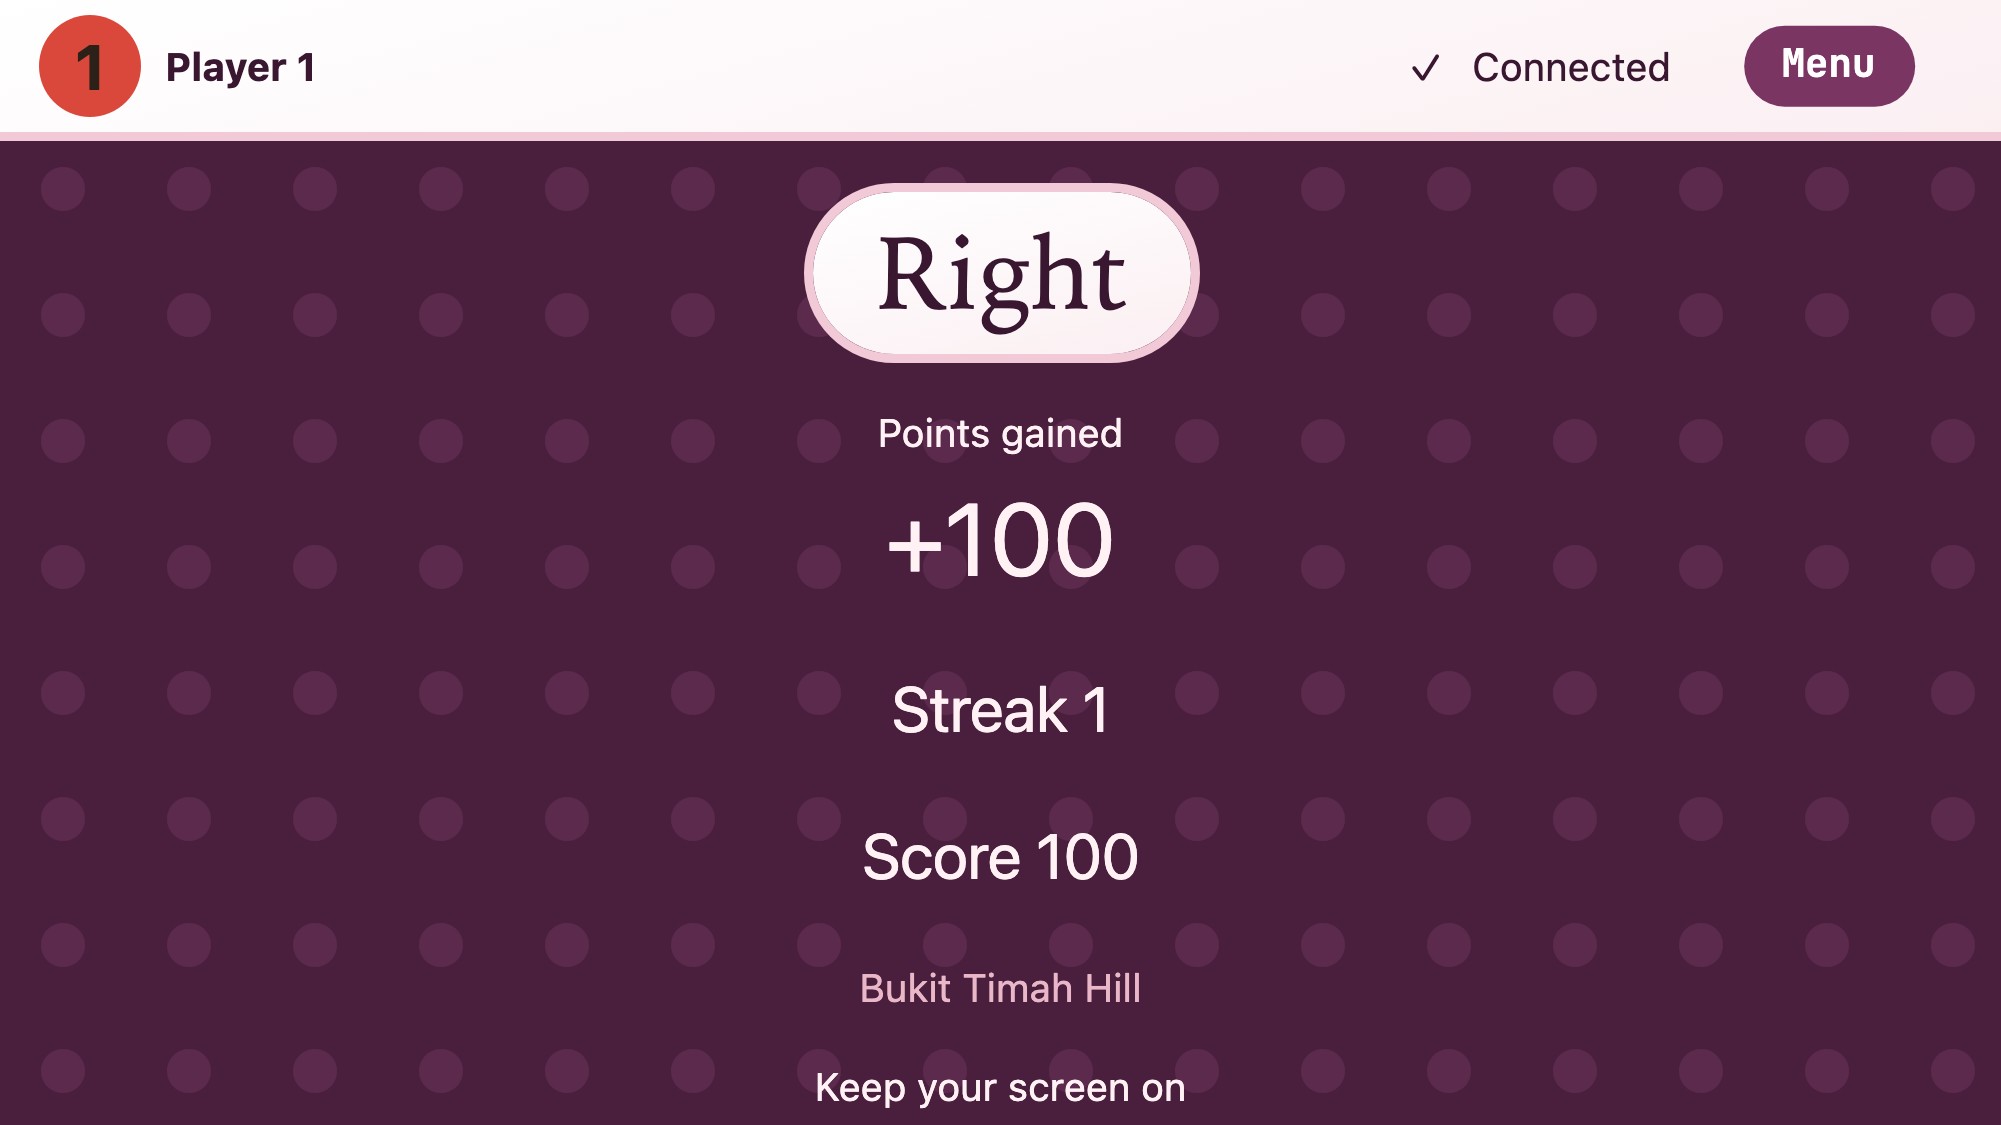 1 Player 1 ✓ Connected Menu
Right
Points gained
+100
Streak 1
Score 100
Bukit Timah Hill
Keep your screen on